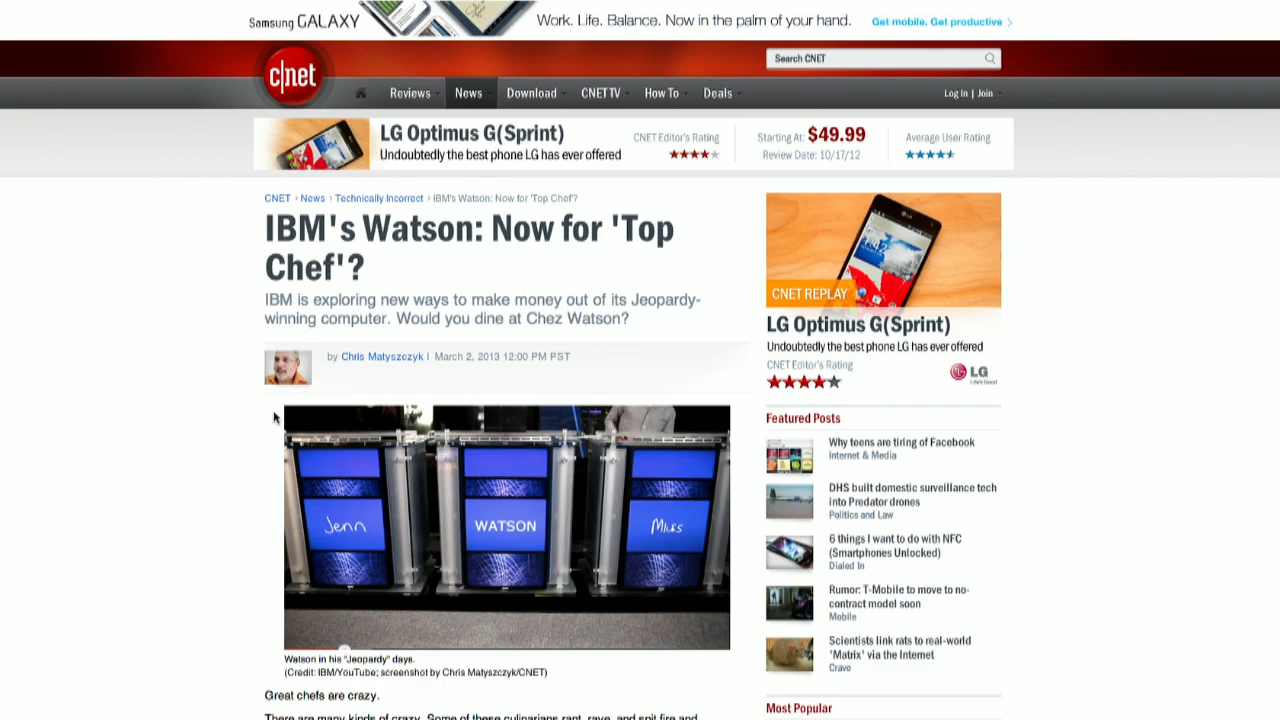 Samsung GALAXY
Work. Life. Balance. Now in the palm of your hand.
Get mobile. Get productive
c|net
Search CNET
Reviews
News
Download
CNET TV
How To
Deals
Log In | Join
LG Optimus G(Sprint)
Undoubtedly the best phone LG has ever offered
CNET Editor's Rating
Starting At: $49.99
Review Date: 10/17/12
Average User Rating
CNET › News › Technically Incorrect › IBM's Watson: Now for 'Top Chef'?
IBM's Watson: Now for 'Top
Chef'?
IBM is exploring new ways to make money out of its Jeopardy-
winning computer. Would you dine at Chez Watson?
by Chris Matyszczyk | March 2, 2013 12:00 PM PST
Jenn
WATSON
Miles
Watson in his "Jeopardy" days.
(Credit: IBM/YouTube; screenshot by Chris Matyszczyk/CNET)
Great chefs are crazy.
There are many kinds of crazy. Some of these culinarians rant, rave, and spit fire and
CNET REPLAY
LG Optimus G(Sprint)
Undoubtedly the best phone LG has ever offered
CNET Editor's Rating
LG
Life's Good
Featured Posts
Why teens are tiring of Facebook
Internet & Media
DHS built domestic surveillance tech
into Predator drones
Politics and Law
6 things I want to do with NFC
(Smartphones Unlocked)
Dialed In
Rumor: T-Mobile to move to no-
contract model soon
Mobile
Scientists link rats to real-world
'Matrix' via the Internet
Crave
Most Popular